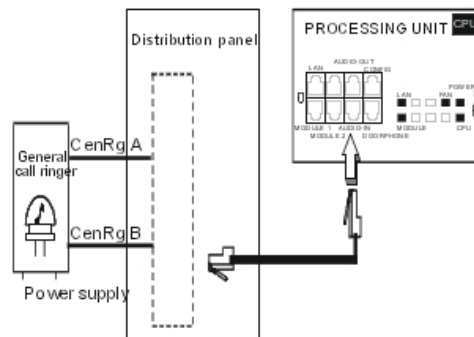 Distribution panel
PROCESSING UNIT
CPU
AUDIO-OUT
LAN
CONFIG
POWER
LAN
FAN
MODULE 1
AUDIO-IN
MODULE
CPU
MODULE 2
DOORPHONE
General
call ringer
CenRg A
CenRg B
Power supply